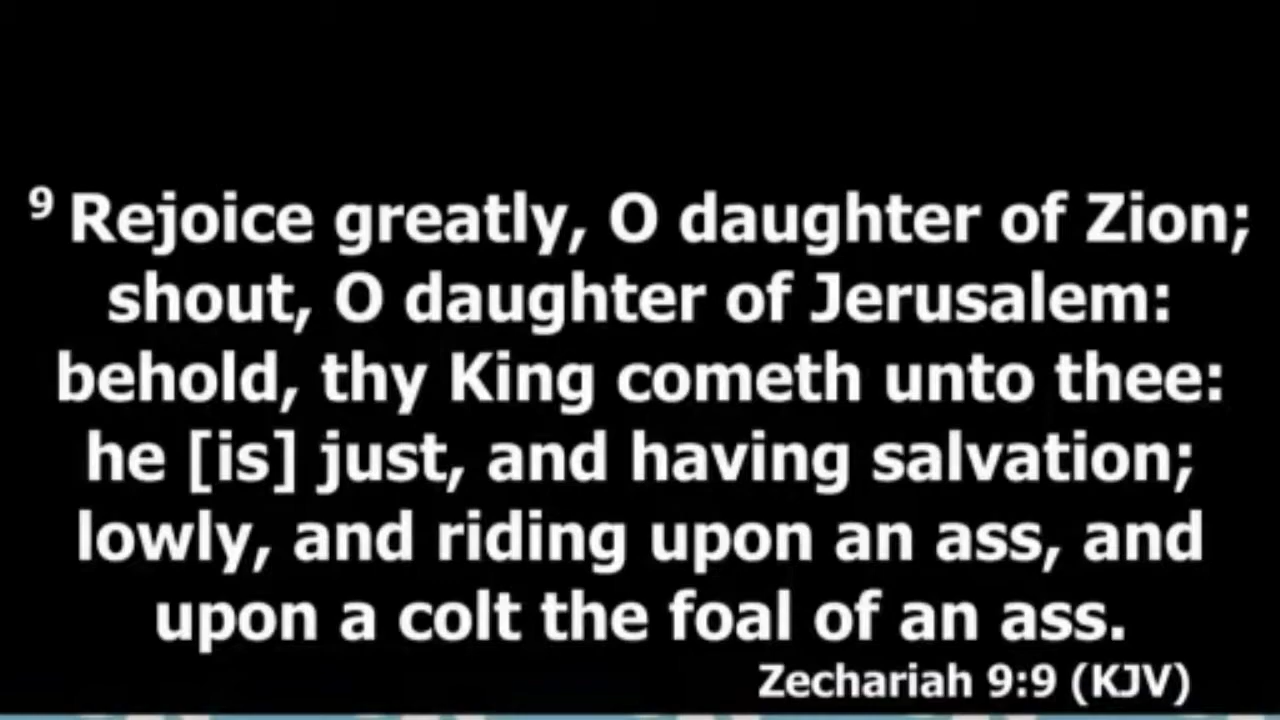 9 Rejoice greatly, O daughter of Zion;
shout, O daughter of Jerusalem:
behold, thy King cometh unto thee:
he [is] just, and having salvation;
lowly, and riding upon an ass, and
upon a colt the foal of an ass.
Zechariah 9:9 (KJV)